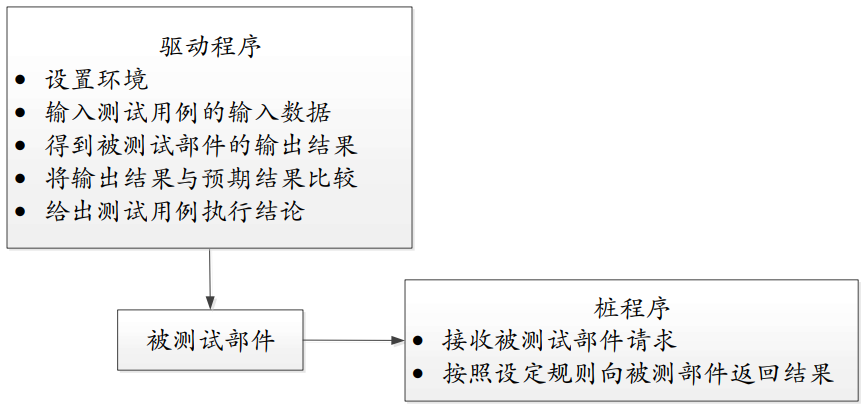 驱动程序
● 设置环境
● 输入测试用例的输入数据
● 得到被测试部件的输出结果
● 将输出结果与预期结果比较
● 给出测试用例执行结论
被测试部件
桩程序
● 接收被测试部件请求
● 按照设定规则向被测部件返回结果